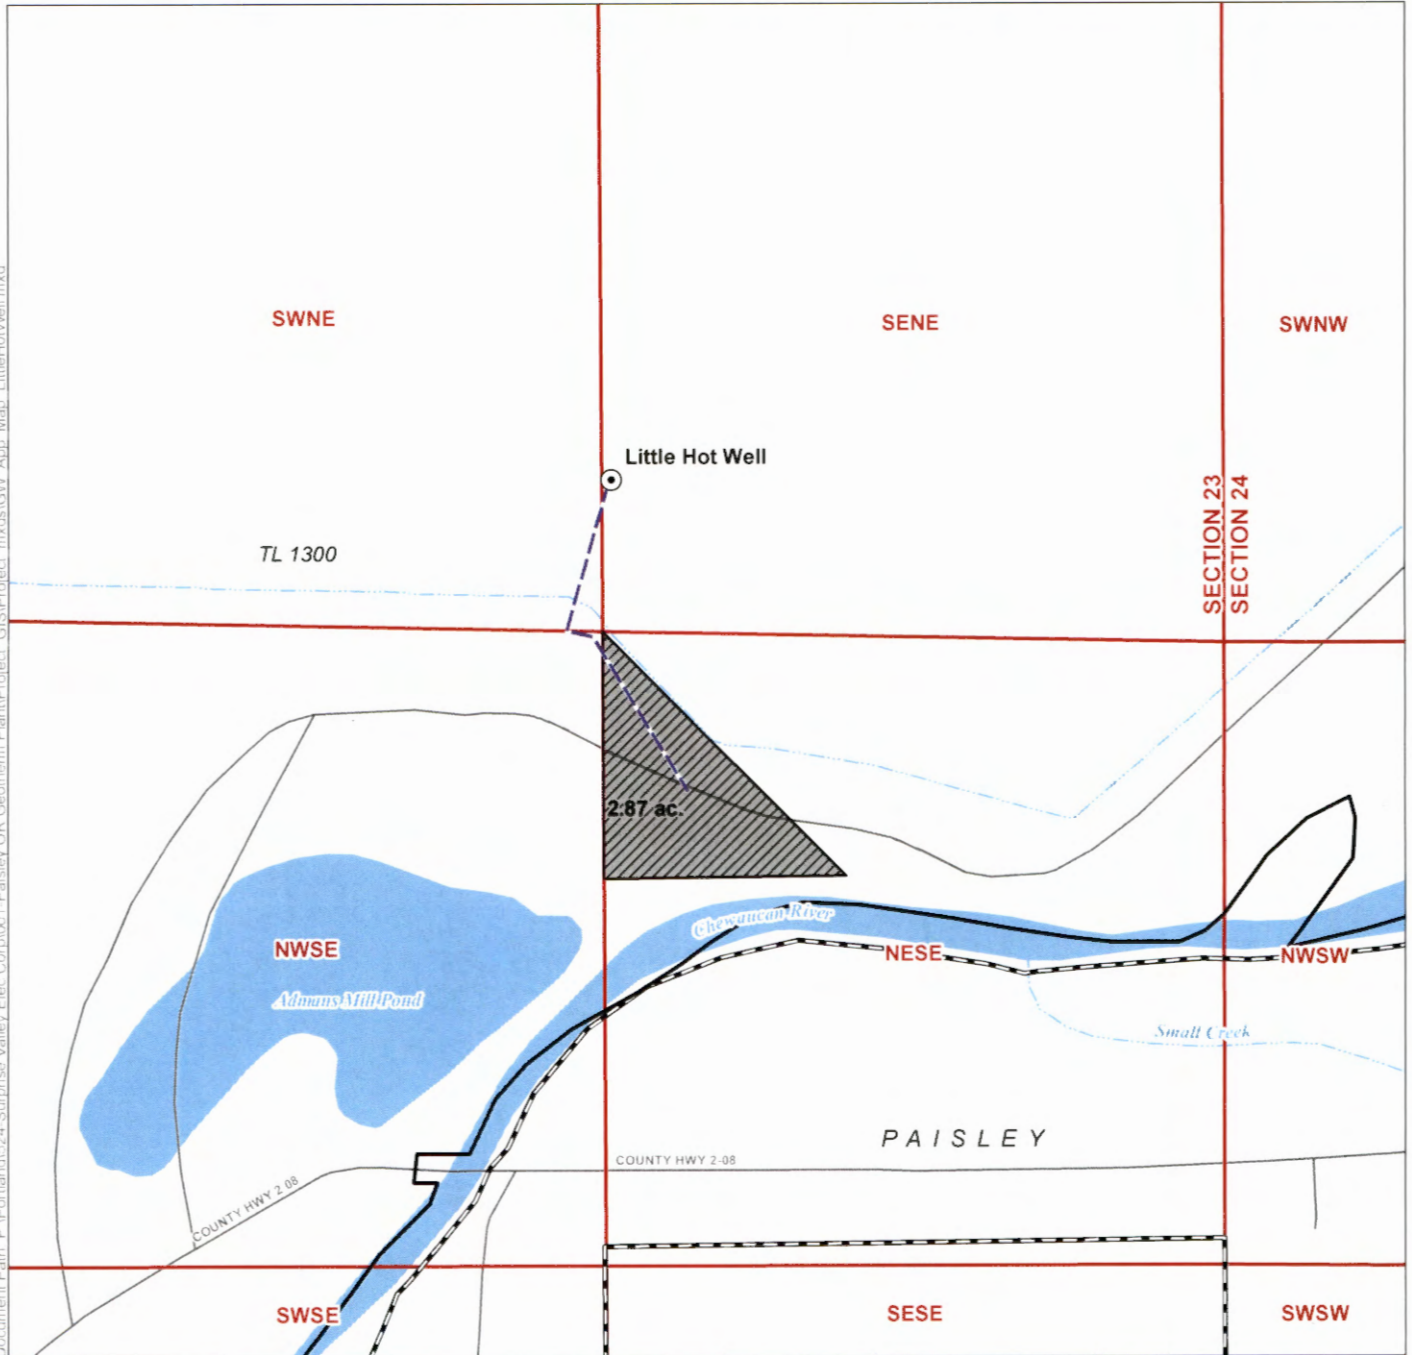 SWNE
SENE
SWNW
Little Hot Well
SECTION 23
SECTION 24
TL 1300
2.87 ac.
Chewaucan River
NWSE
NESE
NWSW
Admans Mill Pond
Small Creek
PAISLEY
COUNTY HWY 2-08
COUNTY HWY 2 08
SWSE
SESE
SWSW